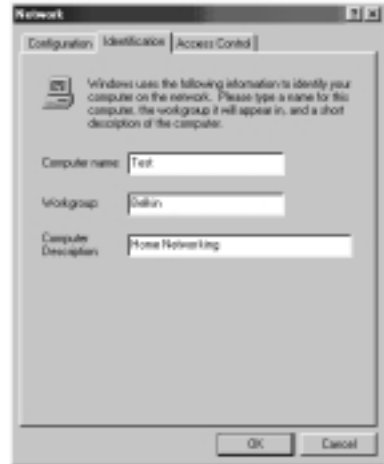 Network
Configuration Identification Access Control
Windows uses the following information to identify your
computer on the network. Please type a name for this
computer, the workgroup it will appear in, and a short
description of the computer.
Computer name: Test
Workgroup: Belkin
Computer
Description: Home Networking
OK Cancel